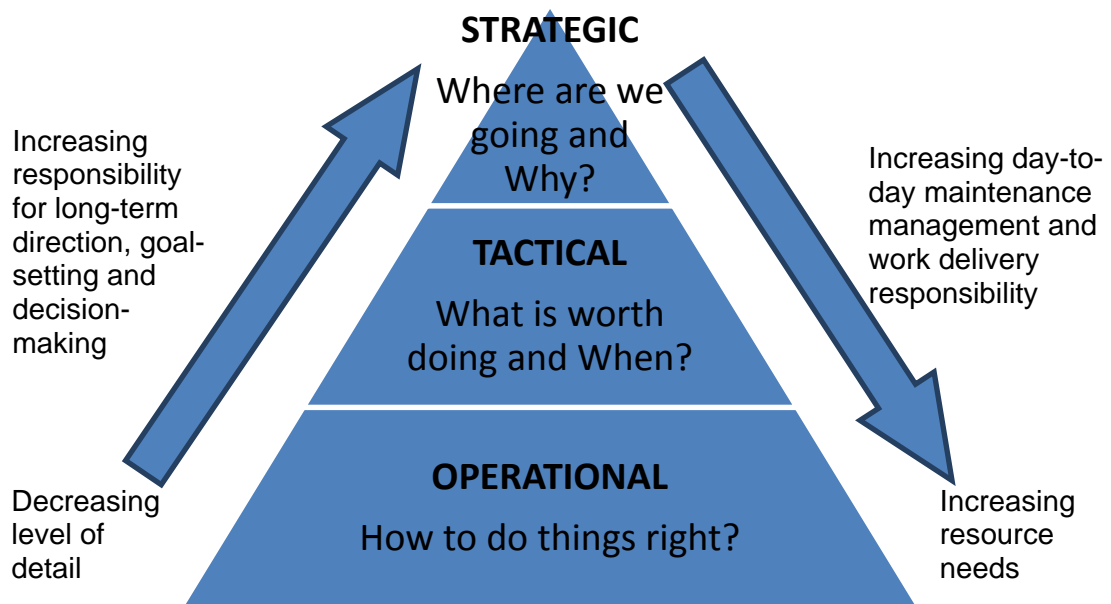 STRATEGIC
Where are we
going and
Why?
Increasing
responsibility
for long-term
direction, goal-
setting and
decision-
making
Increasing day-to-
day maintenance
management and
work delivery
responsibility
TACTICAL
What is worth
doing and When?
OPERATIONAL
How to do things right?
Decreasing
level of
detail
Increasing
resource
needs